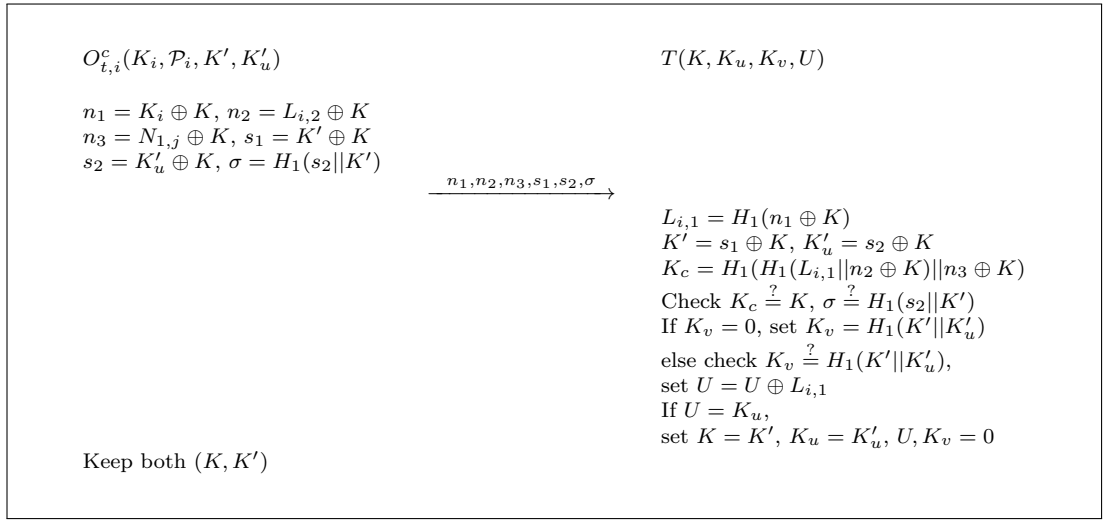 O^c_{t,i}(K_i, 𝒫_i, K′, K′_u)
T(K, K_u, K_v, U)
n_1 = K_i ⊕ K, n_2 = L_{i,2} ⊕ K
n_3 = N_{1,j} ⊕ K, s_1 = K′ ⊕ K
s_2 = K′_u ⊕ K, σ = H_1(s_2||K′)
n_1,n_2,n_3,s_1,s_2,σ
L_{i,1} = H_1(n_1 ⊕ K)
K′ = s_1 ⊕ K, K′_u = s_2 ⊕ K
K_c = H_1(H_1(L_{i,1}||n_2 ⊕ K)||n_3 ⊕ K)
Check K_c ≟ K, σ ≟ H_1(s_2||K′)
If K_v = 0, set K_v = H_1(K′||K′_u)
else check K_v ≟ H_1(K′||K′_u),
set U = U ⊕ L_{i,1}
If U = K_u,
set K = K′, K_u = K′_u, U, K_v = 0
Keep both (K, K′)